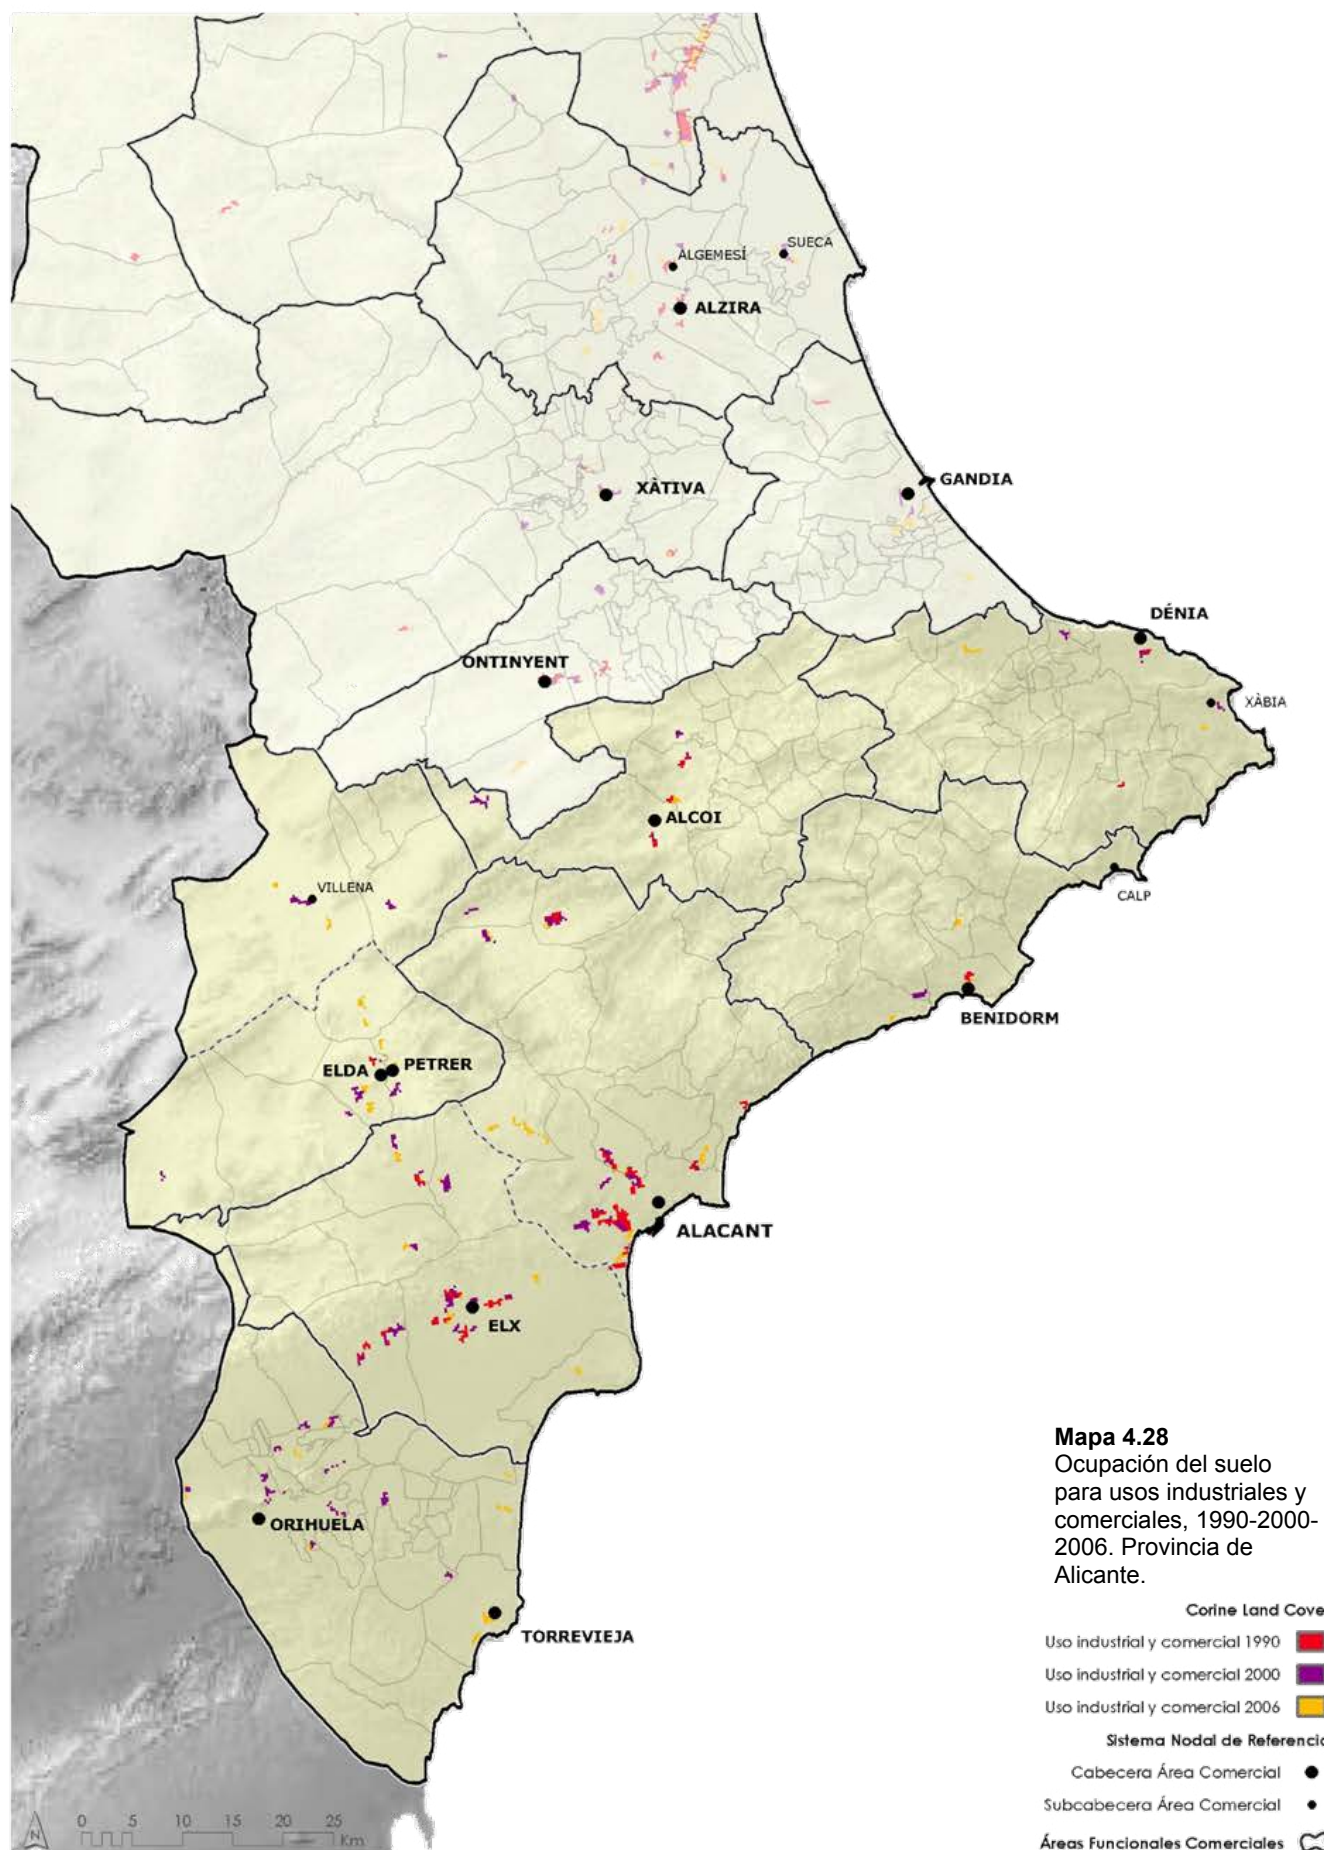 ALGEMESÍ
SUECA
ALZIRA
XÀTIVA
GANDIA
DÉNIA
ONTINYENT
XÀBIA
ALCOI
VILLENA
CALP
BENIDORM
ELDA
PETRER
ALACANT
ELX
ORIHUELA
TORREVIEJA
Mapa 4.28
Ocupación del suelo
para usos industriales y
comerciales, 1990-2000-
2006. Provincia de
Alicante.
Corine Land Cove
Uso industrial y comercial 1990
Uso industrial y comercial 2000
Uso industrial y comercial 2006
Sistema Nodal de Referencia
Cabecera Área Comercial
Subcabecera Área Comercial
Áreas Funcionales Comerciales
N
0 5 10 15 20 25
Km